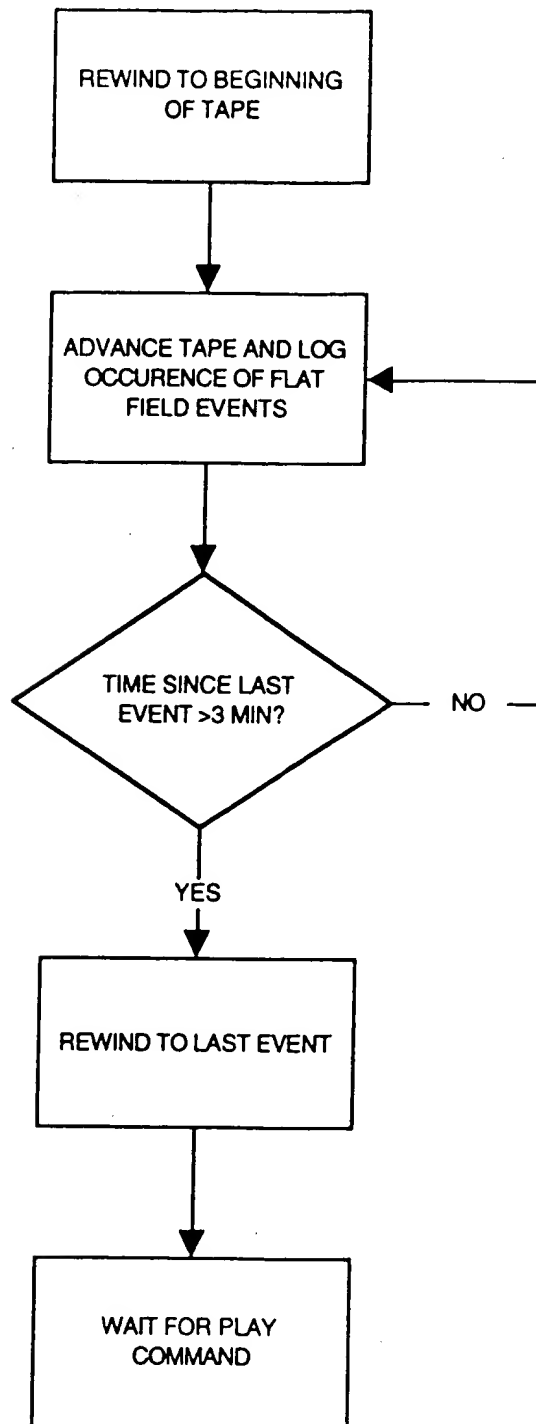 REWIND TO BEGINNING
OF TAPE
ADVANCE TAPE AND LOG
OCCURENCE OF FLAT
FIELD EVENTS
TIME SINCE LAST
EVENT >3 MIN?
NO
YES
REWIND TO LAST EVENT
WAIT FOR PLAY
COMMAND